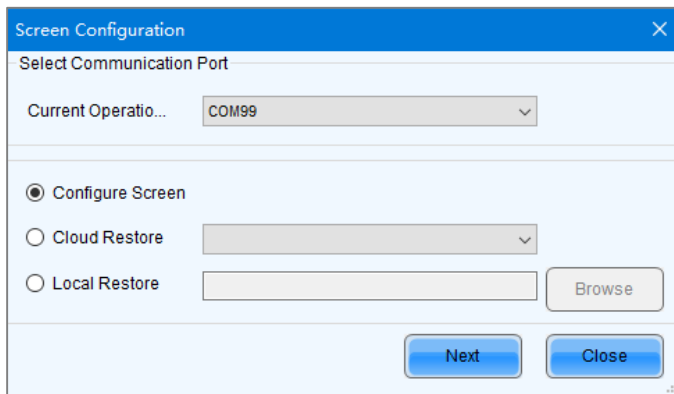 Screen Configuration
Select Communication Port
Current Operatio... COM99
Configure Screen
Cloud Restore
Local Restore Browse
Next Close